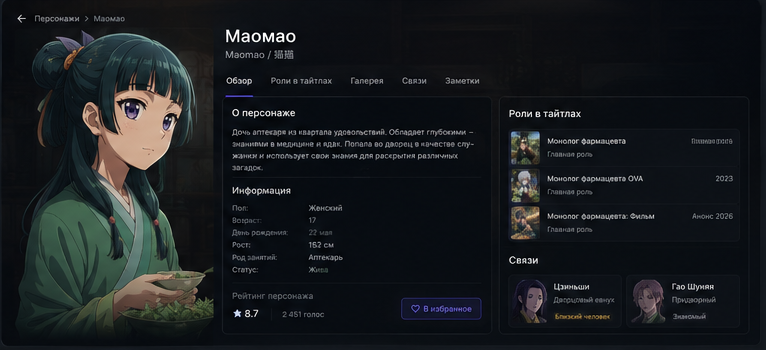 Персонажи > Маомао
Маомао
Maomao / 猫猫
Обзор
Роли в тайтлах
Галерея
Связи
Заметки
О персонаже
Дочь аптекаря из квартала удовольствий. Обладает глубокими –
знаниями в медицине и ядах. Попала во дворец в качестве слу-
жанки и использует свои знания для раскрытия различных
загадок.
Информация
Пол: Женский
Возраст: 17
День рождения: 22 мая
Рост: 152 см
Род занятий: Аптекарь
Статус: Жива
Рейтинг персонажа
8.7
2 451 голос
В избранное
Роли в тайтлах
Монолог фармацевта
Главная роль
Монолог фармацевта OVA 2023
Главная роль
Монолог фармацевта: Фильм Анонс 2026
Главная роль
Связи
Цзиньши
Дворцовый евнух
Близкий человек
Гао Шунян
Придворный
Знакомый